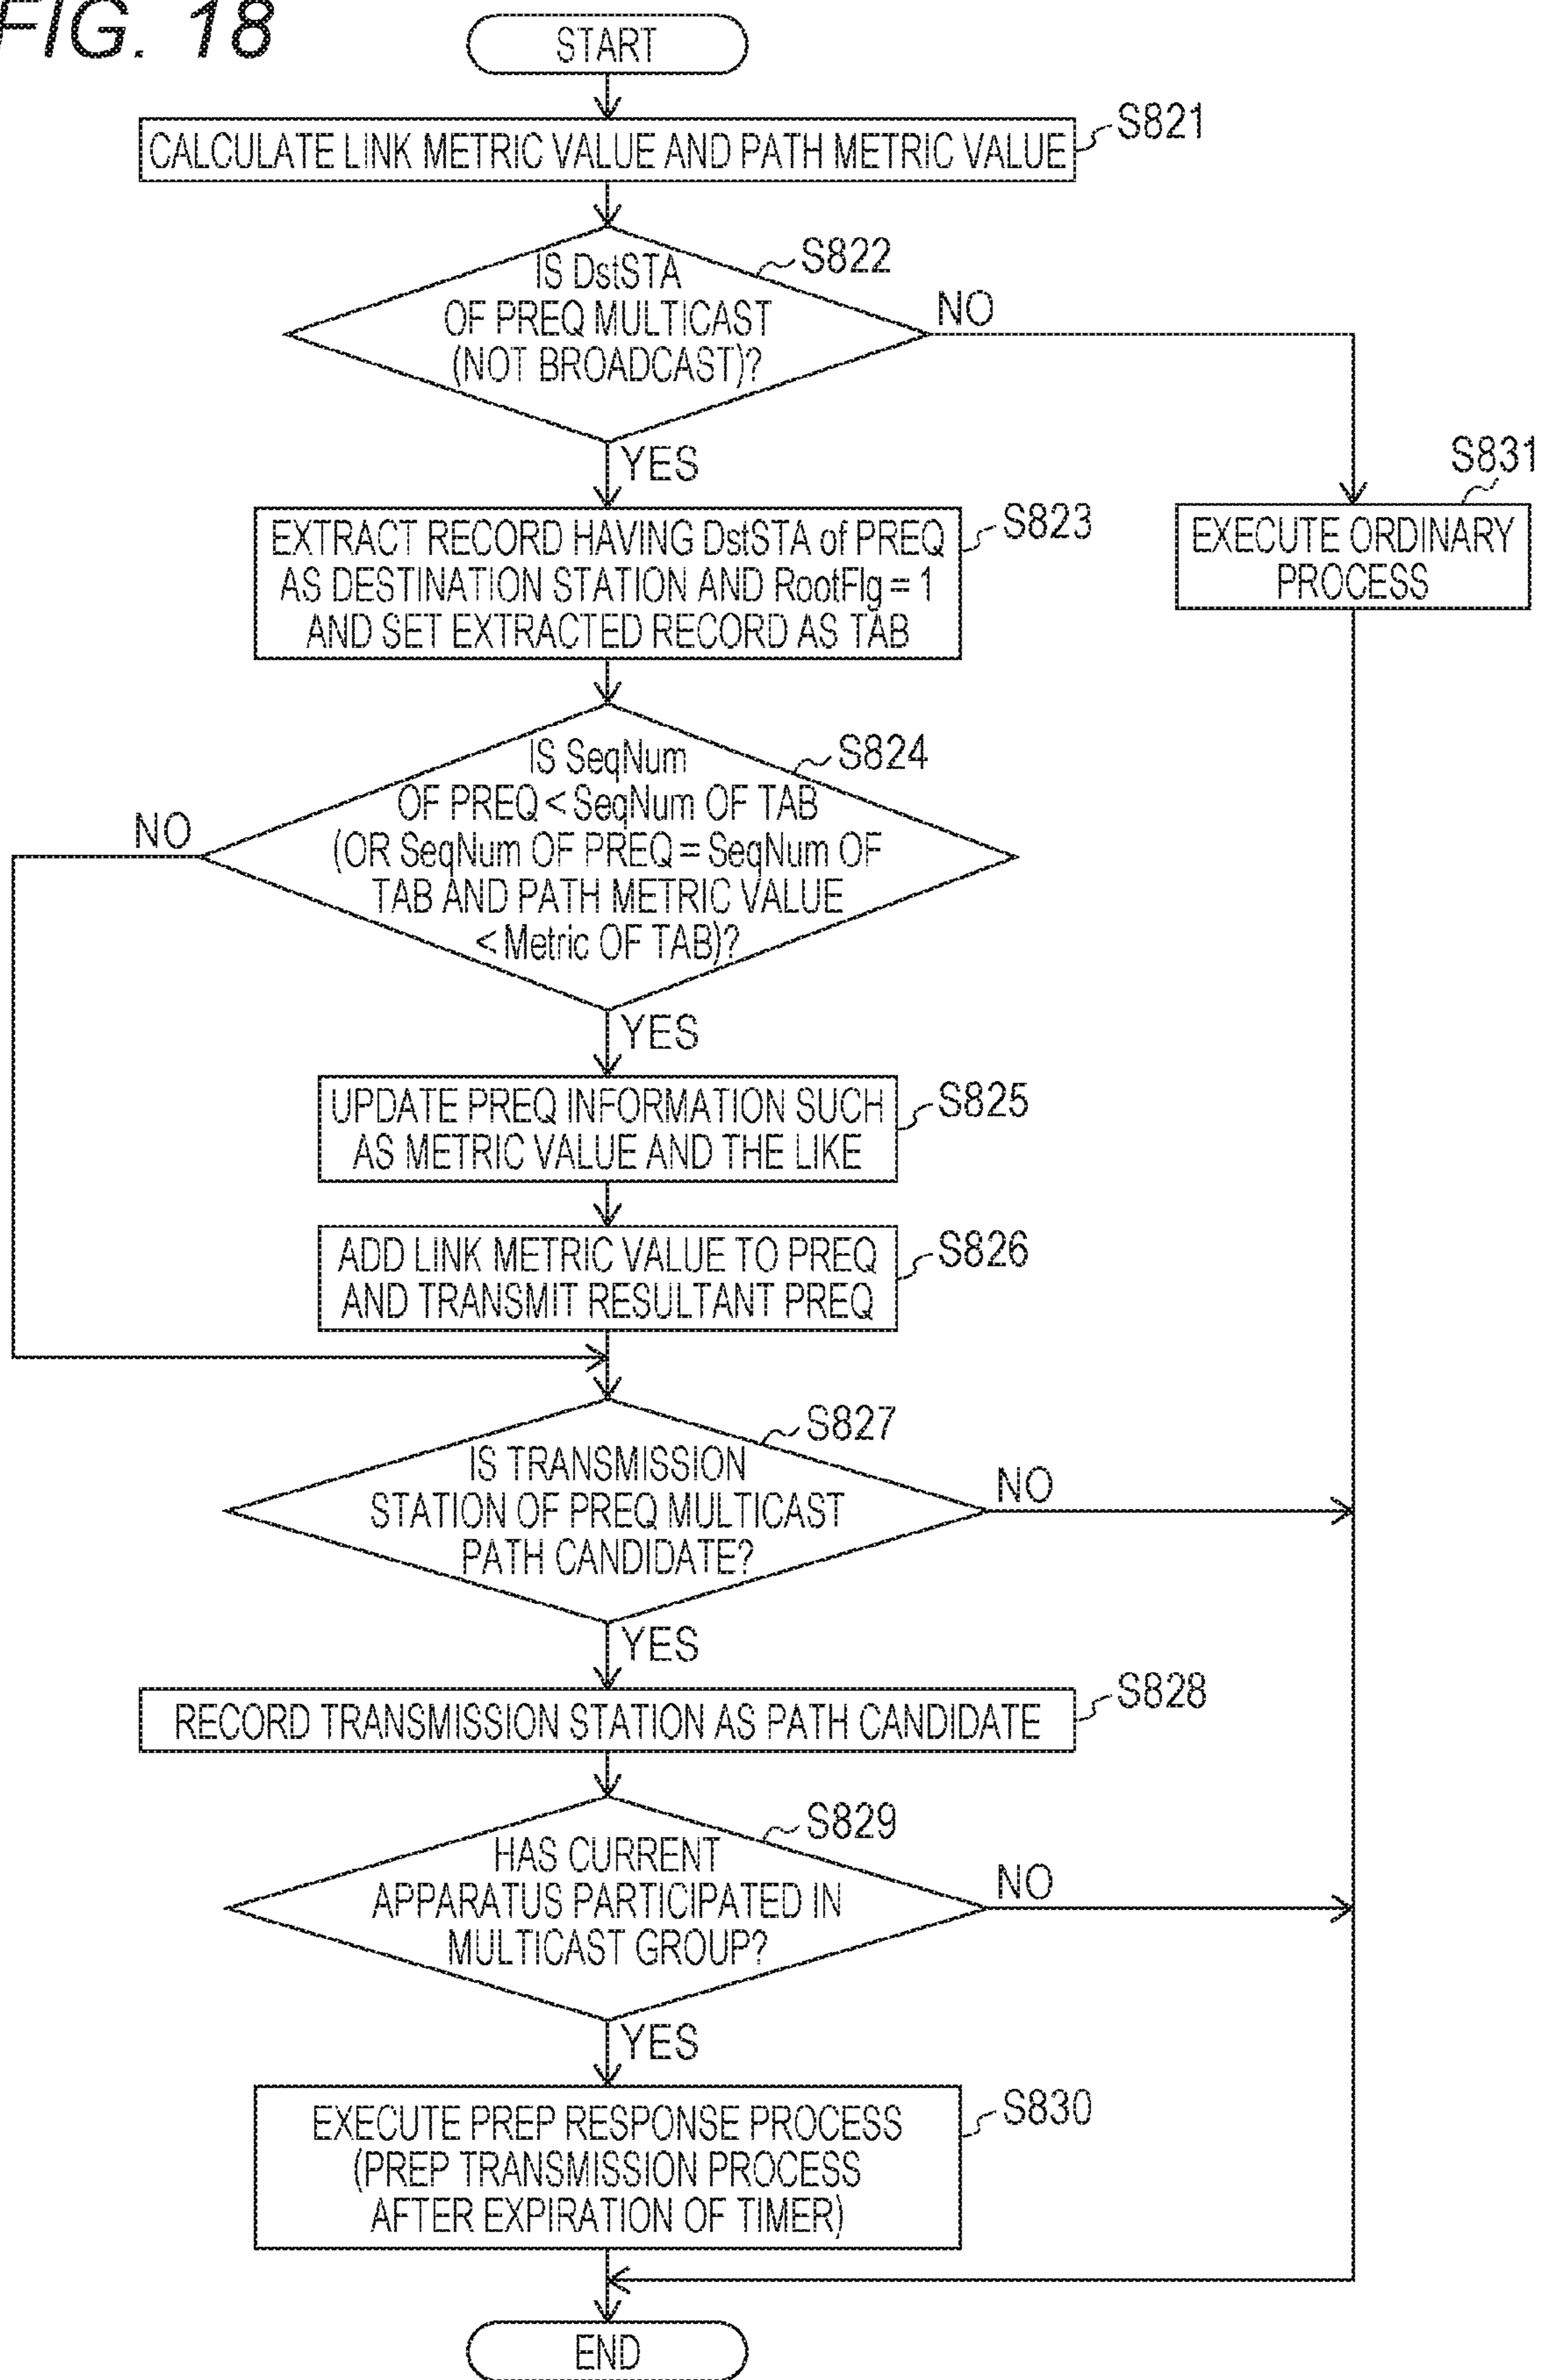 FIG. 18
START
CALCULATE LINK METRIC VALUE AND PATH METRIC VALUE
S821
IS DstSTA
OF PREQ MULTICAST
(NOT BROADCAST)?
S822
NO
YES
S831
EXECUTE ORDINARY
PROCESS
EXTRACT RECORD HAVING DstSTA of PREQ
AS DESTINATION STATION AND RootFlg = 1
AND SET EXTRACTED RECORD AS TAB
S823
IS SeqNum
OF PREQ < SeqNum OF TAB
(OR SeqNum OF PREQ = SeqNum OF
TAB AND PATH METRIC VALUE
< Metric OF TAB)?
S824
NO
YES
UPDATE PREQ INFORMATION SUCH
AS METRIC VALUE AND THE LIKE
S825
ADD LINK METRIC VALUE TO PREQ
AND TRANSMIT RESULTANT PREQ
S826
IS TRANSMISSION
STATION OF PREQ MULTICAST
PATH CANDIDATE?
S827
NO
YES
RECORD TRANSMISSION STATION AS PATH CANDIDATE
S828
HAS CURRENT
APPARATUS PARTICIPATED IN
MULTICAST GROUP?
S829
NO
YES
EXECUTE PREP RESPONSE PROCESS
(PREP TRANSMISSION PROCESS
AFTER EXPIRATION OF TIMER)
S830
END